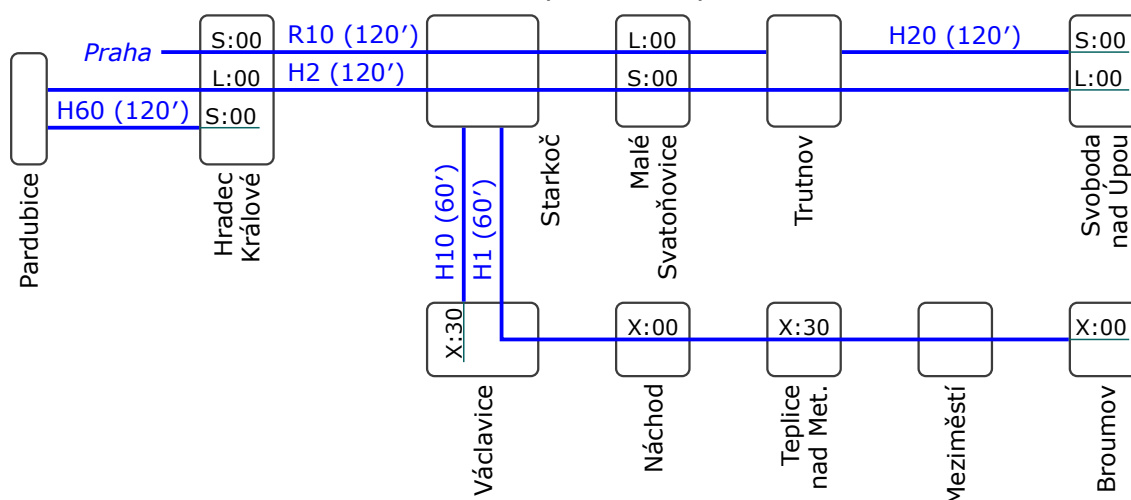 S:00
R10 (120′)
L:00
H20 (120′)
S:00
Praha
L:00
H2 (120′)
S:00
L:00
H60 (120′)
S:00
Pardubice
Hradec
Králové
Starkoč
Malé
Svatoňovice
Trutnov
Svoboda
nad Úpou
H10 (60′)
H1 (60′)
X:30
X:00
X:30
X:00
Václavice
Náchod
Teplice
nad Met.
Meziměstí
Broumov